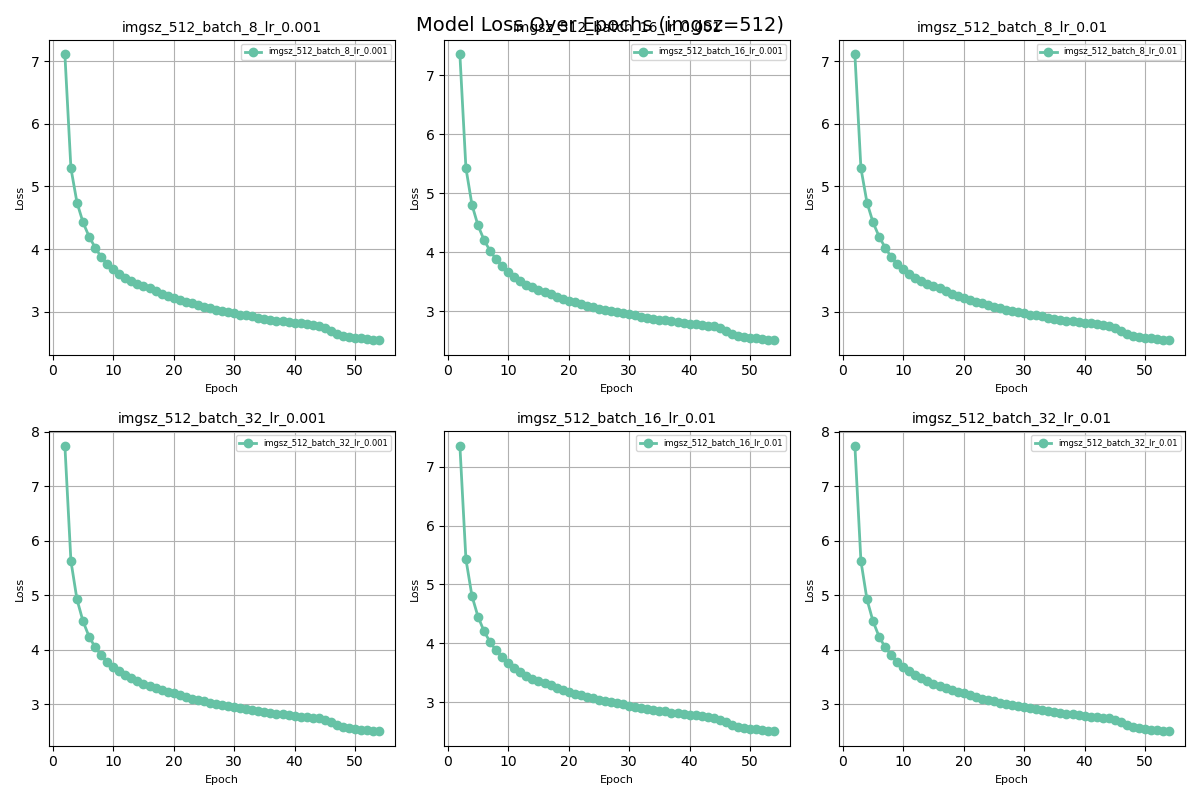 Model Loss Over Epochs (imgsz=512)
imgsz_512_batch_8_lr_0.001
imgsz_512_batch_16_lr_0.001
imgsz_512_batch_8_lr_0.01
imgsz_512_batch_8_lr_0.001
imgsz_512_batch_16_lr_0.001
imgsz_512_batch_8_lr_0.01
7
6
5
4
3
Loss
0 10 20 30 40 50
Epoch
7
6
5
4
3
Loss
0 10 20 30 40 50
Epoch
7
6
5
4
3
Loss
0 10 20 30 40 50
Epoch
imgsz_512_batch_32_lr_0.001
imgsz_512_batch_16_lr_0.01
imgsz_512_batch_32_lr_0.01
imgsz_512_batch_32_lr_0.001
imgsz_512_batch_16_lr_0.01
imgsz_512_batch_32_lr_0.01
8
7
6
5
4
3
Loss
0 10 20 30 40 50
Epoch
7
6
5
4
3
Loss
0 10 20 30 40 50
Epoch
8
7
6
5
4
3
Loss
0 10 20 30 40 50
Epoch